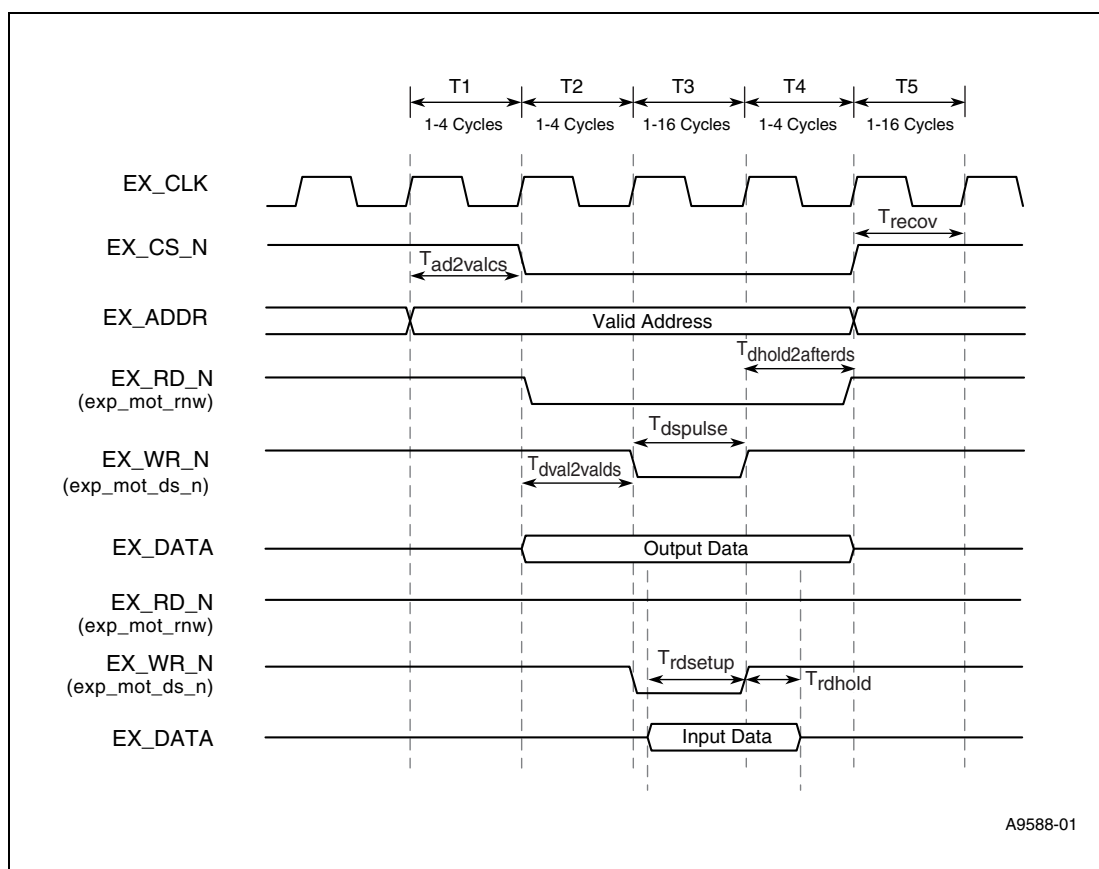 T1 T2 T3 T4 T5
1-4 Cycles 1-4 Cycles 1-16 Cycles 1-4 Cycles 1-16 Cycles
EX_CLK
Trecov
EX_CS_N
Tad2valcs
EX_ADDR
Valid Address
Tdhold2afterds
EX_RD_N
(exp_mot_rnw)
Tdspulse
EX_WR_N
Tdval2valds
(exp_mot_ds_n)
EX_DATA
Output Data
EX_RD_N
(exp_mot_rnw)
EX_WR_N
Trdsetup
(exp_mot_ds_n)
Trdhold
EX_DATA
Input Data
A9588-01